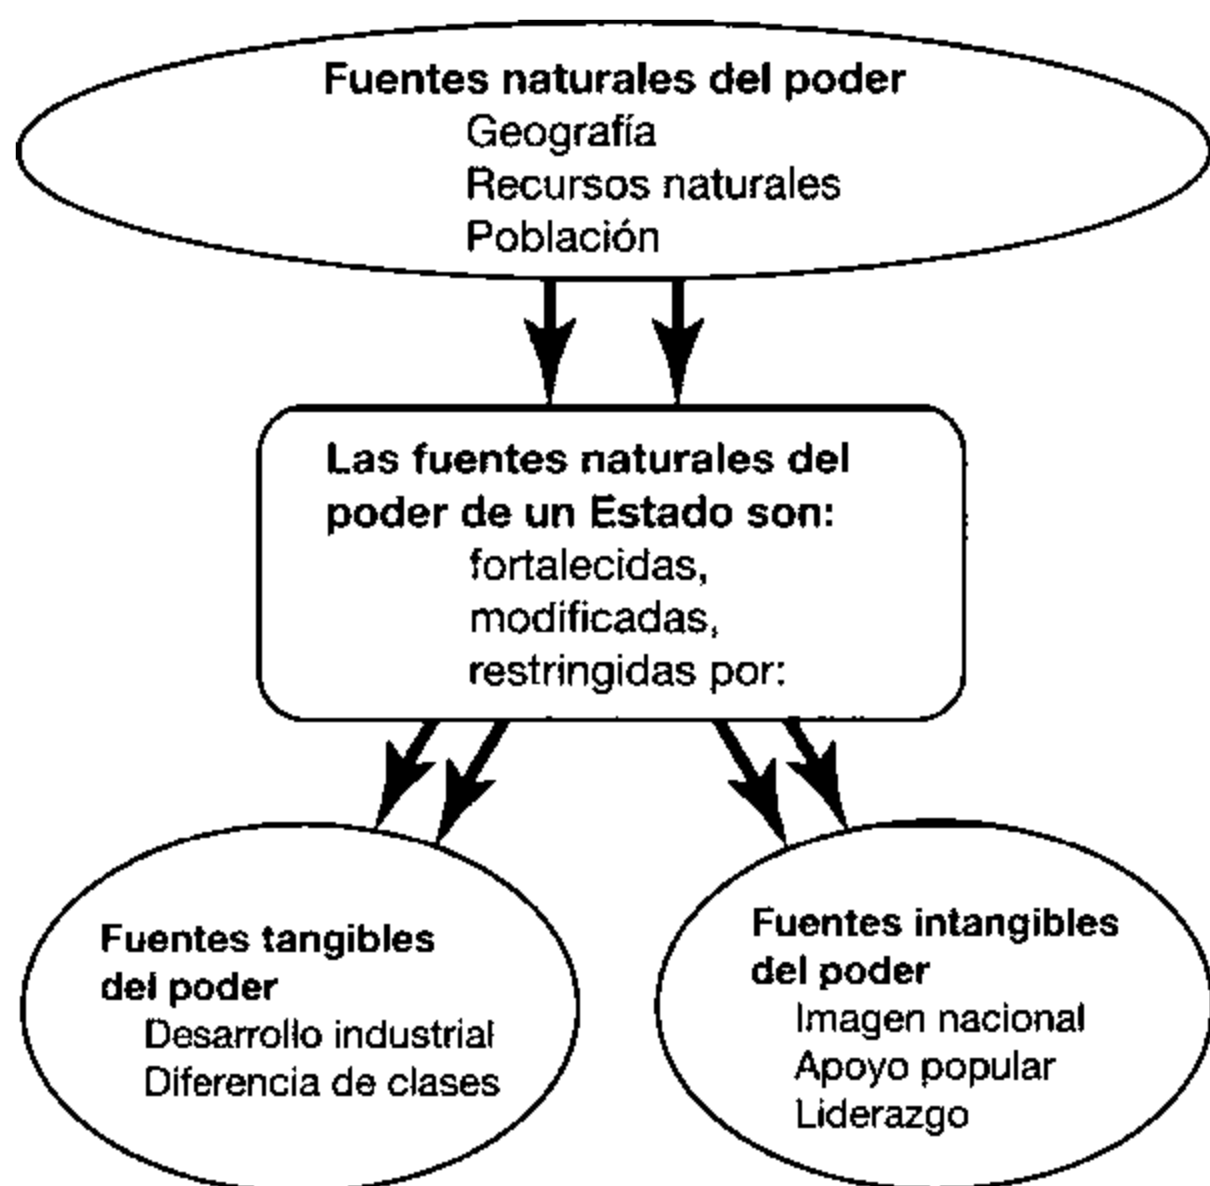 Fuentes naturales del poder
Geografía
Recursos naturales
Población
Las fuentes naturales del
poder de un Estado son:
fortalecidas,
modificadas,
restringidas por:
Fuentes tangibles
del poder
Desarrollo industrial
Diferencia de clases
Fuentes intangibles
del poder
Imagen nacional
Apoyo popular
Liderazgo